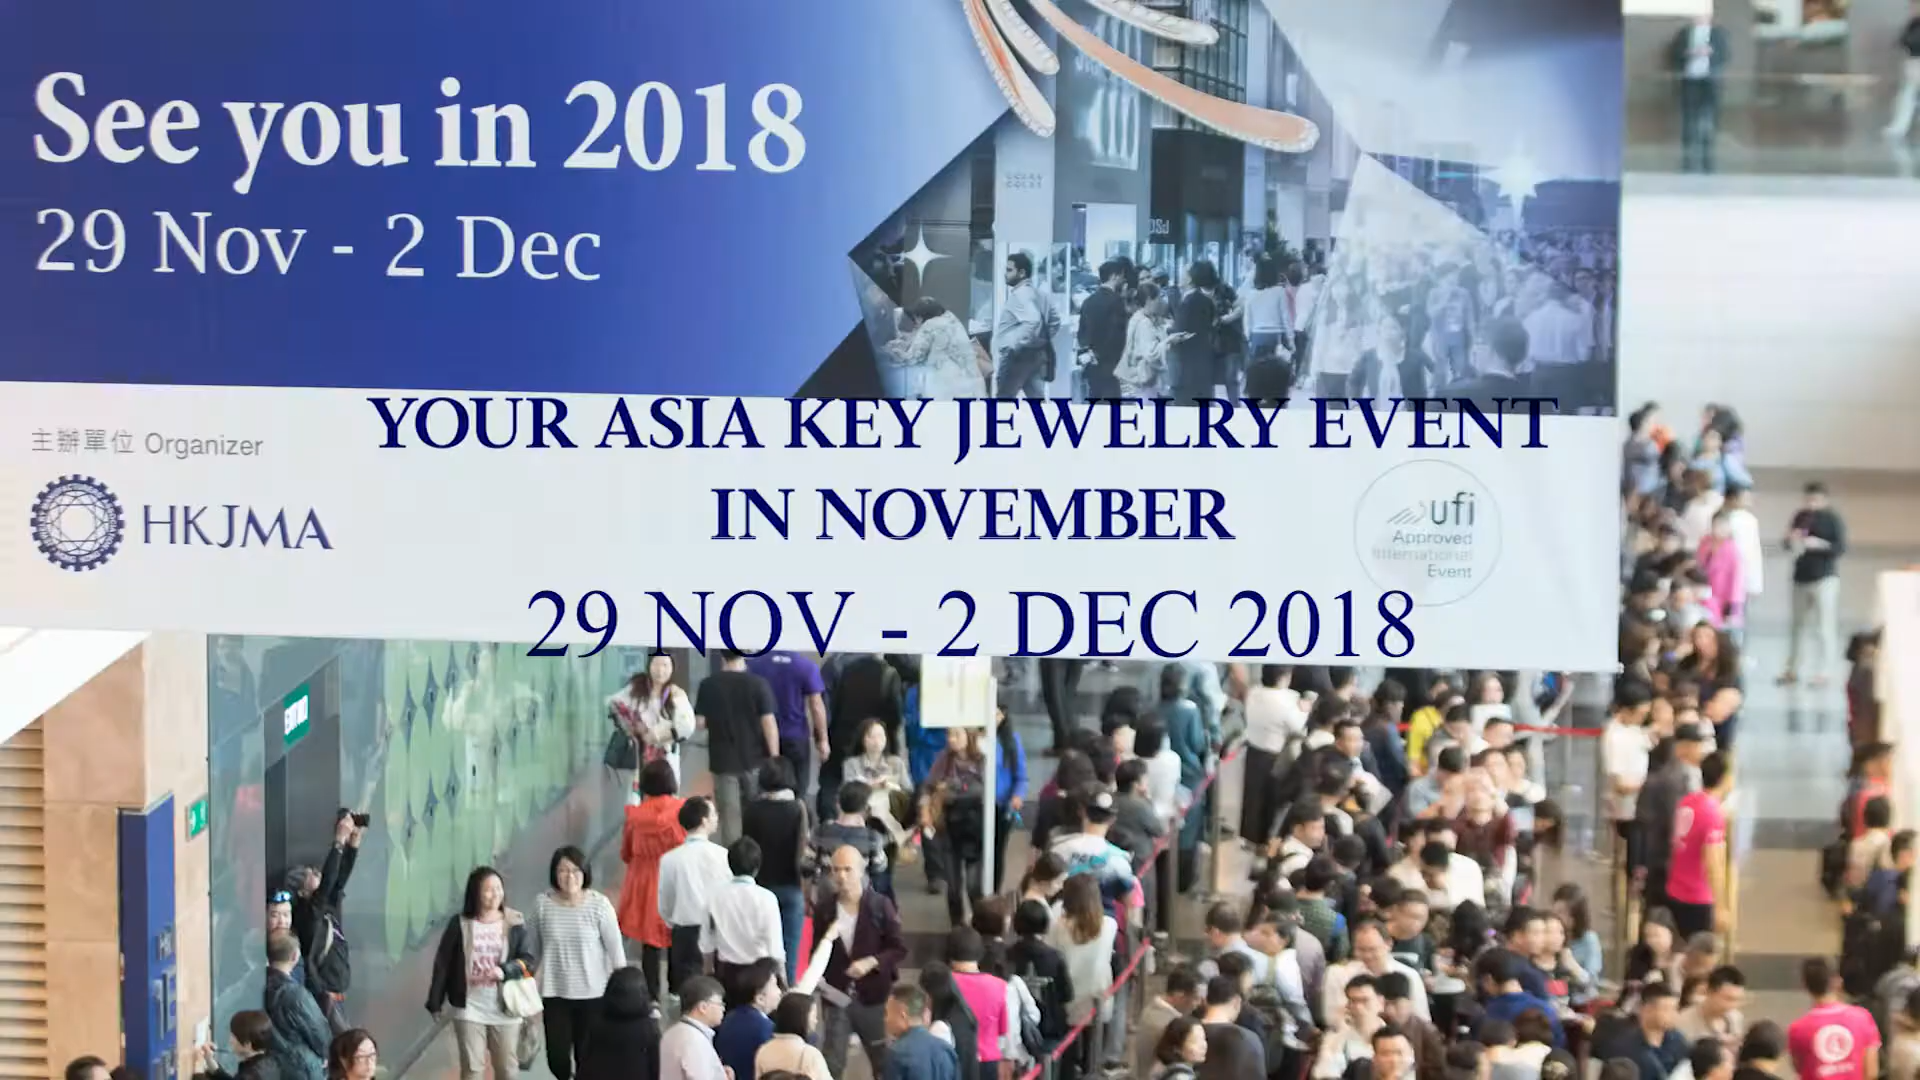 See you in 2018
29 Nov - 2 Dec
主辦單位 Organizer
HKJMA
YOUR ASIA KEY JEWELRY EVENT
IN NOVEMBER
29 NOV - 2 DEC 2018
ufi
Approved
International
Event